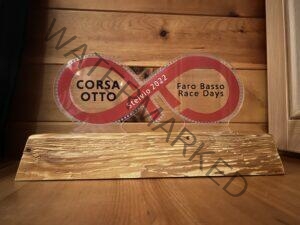 CORSA
OTTO
Stelvio 2022
Faro Basso
Race Days
WATERMARKED